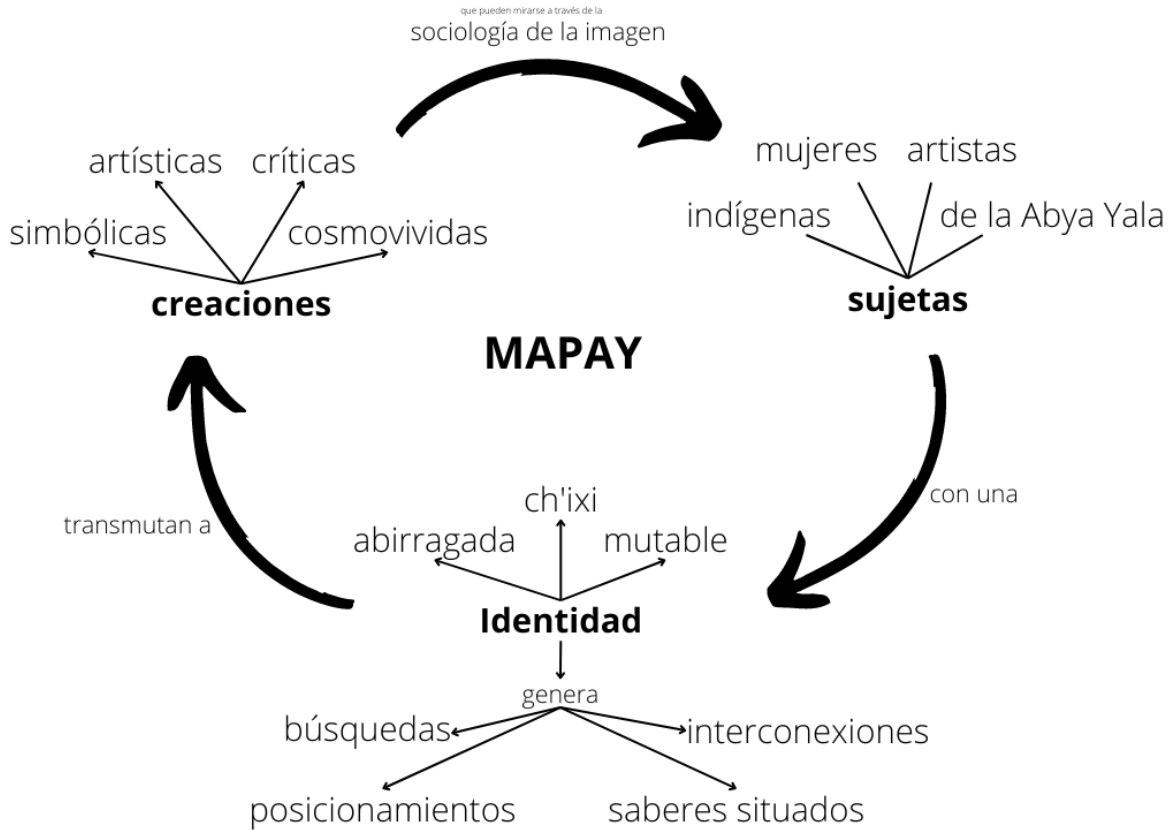 que pueden mirarse a través de la
sociología de la imagen
artísticas críticas
simbólicas cosmovividas
creaciones
mujeres artistas
indígenas de la Abya Yala
sujetas
MAPAY
con una
transmutan a
ch'ixi
abirragada mutable
Identidad
genera
búsquedas interconexiones
posicionamientos saberes situados